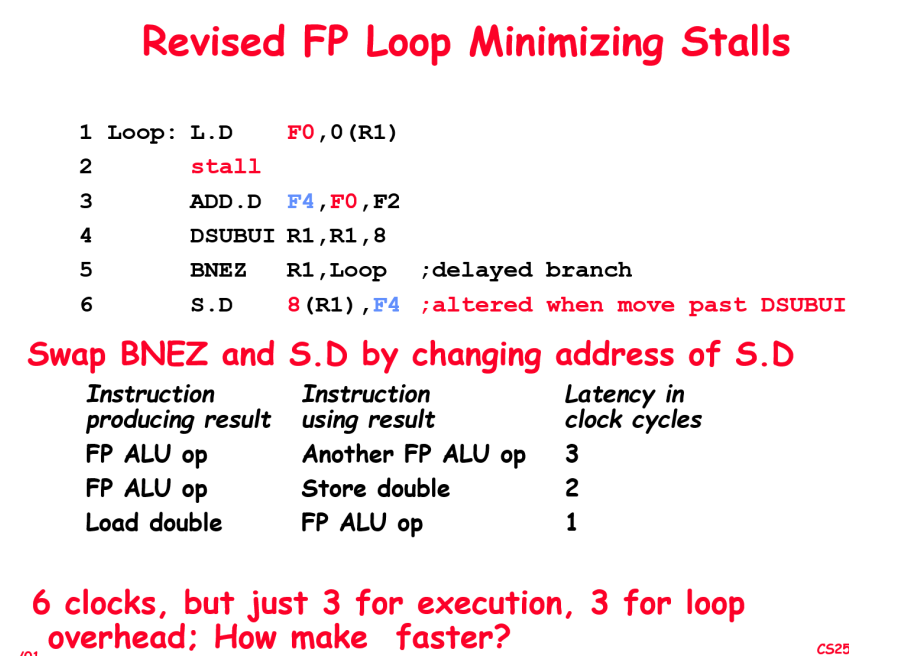 Revised FP Loop Minimizing Stalls
1 Loop: L.D F0,0(R1)
2 stall
3 ADD.D F4,F0,F2
4 DSUBUI R1,R1,8
5 BNEZ R1,Loop ;delayed branch
6 S.D 8(R1),F4 ;altered when move past DSUBUI
Swap BNEZ and S.D by changing address of S.D
Instruction Instruction Latency in
producing result using result clock cycles
FP ALU op Another FP ALU op 3
FP ALU op Store double 2
Load double FP ALU op 1
6 clocks, but just 3 for execution, 3 for loop
overhead; How make faster?
/01
CS25